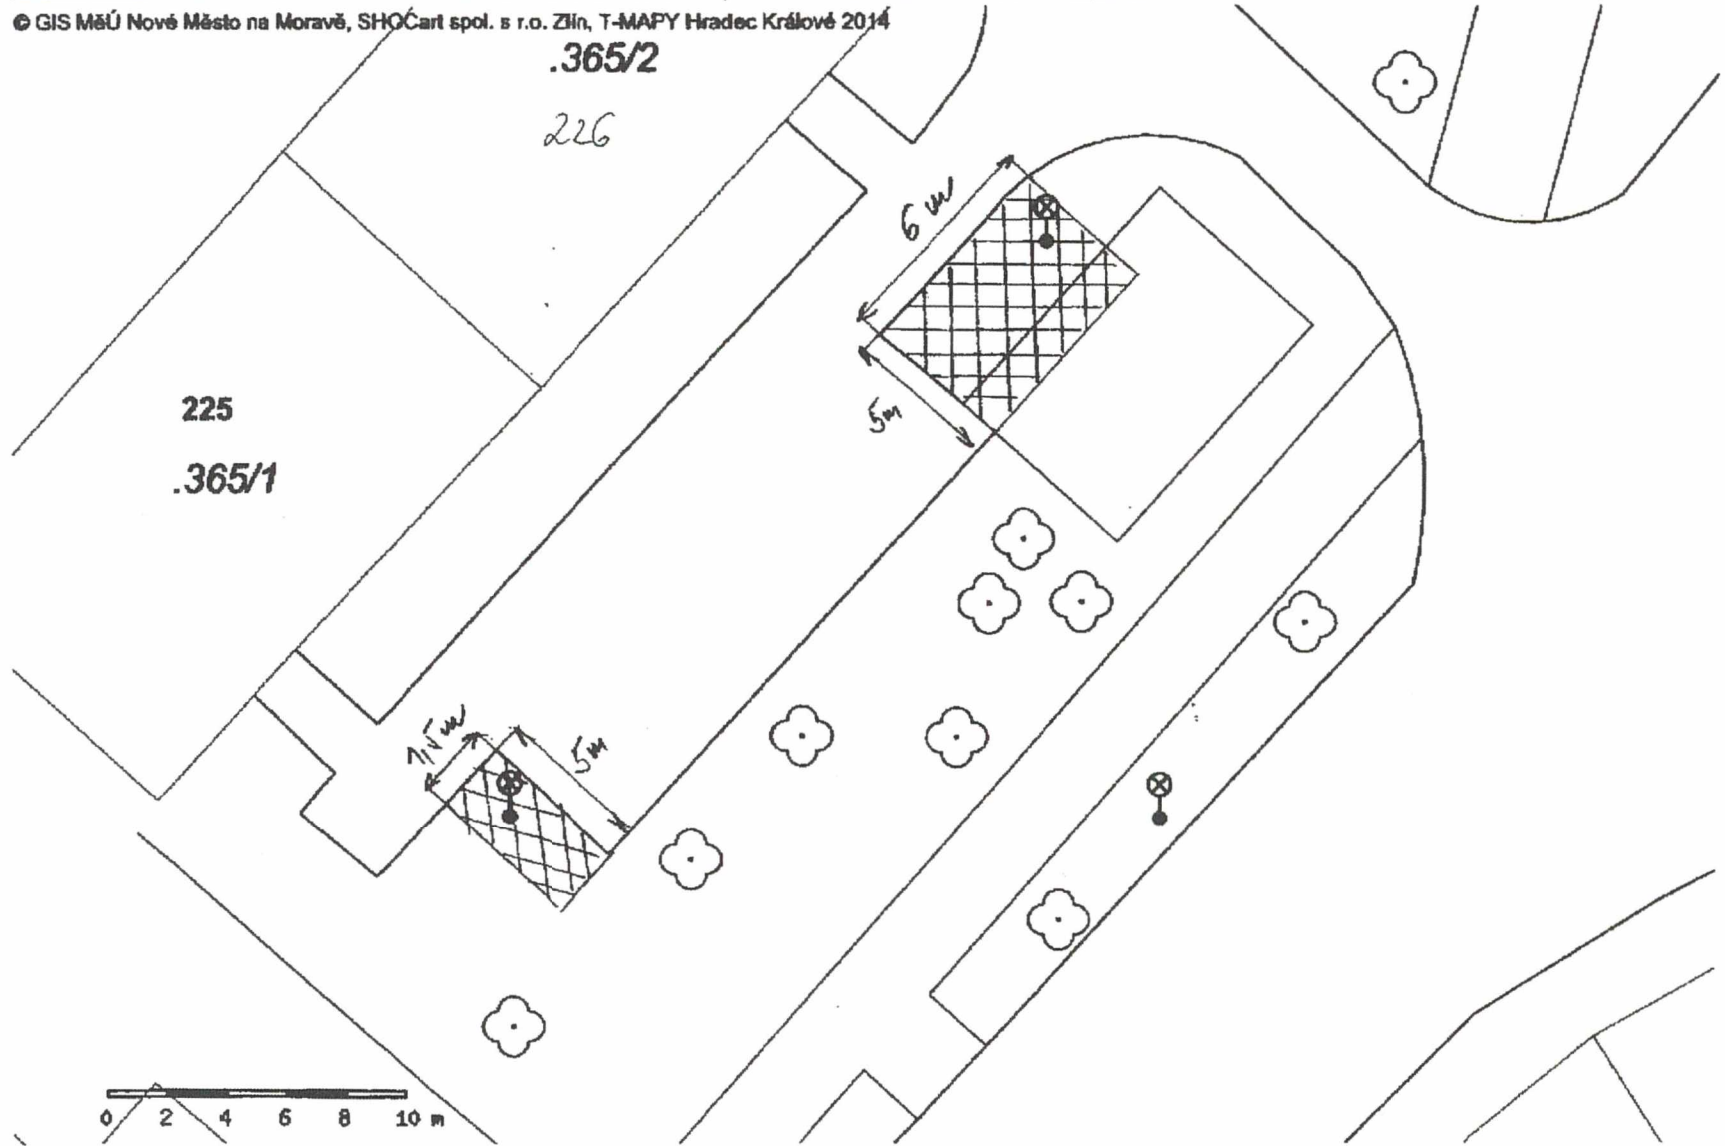 © GIS MěÚ Nové Město na Moravě, SHOCart spol. s r.o. Zlín, T-MAPY Hradec Králové 2014
.365/2
226
6 m
5m
225
.365/1
5m
0 2 4 6 8 10 m